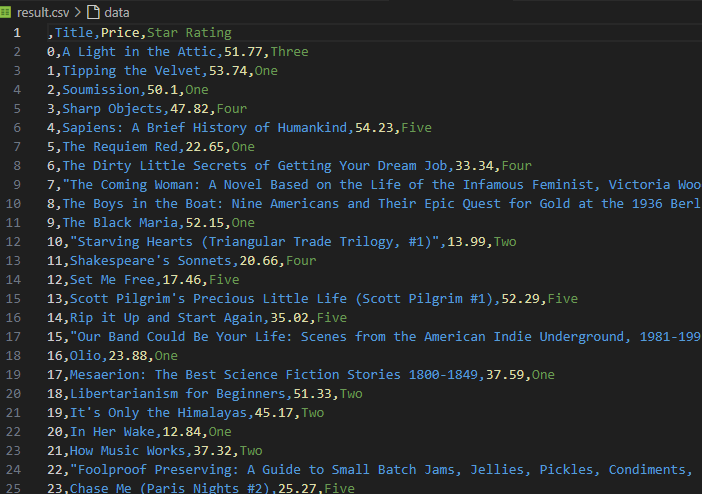 result.csv > data
1 ,Title,Price,Star Rating
2 0,A Light in the Attic,51.77,Three
3 1,Tipping the Velvet,53.74,One
4 2,Soumission,50.1,One
5 3,Sharp Objects,47.82,Four
6 4,Sapiens: A Brief History of Humankind,54.23,Five
7 5,The Requiem Red,22.65,One
8 6,The Dirty Little Secrets of Getting Your Dream Job,33.34,Four
9 7,"The Coming Woman: A Novel Based on the Life of the Infamous Feminist, Victoria Woo
10 8,The Boys in the Boat: Nine Americans and Their Epic Quest for Gold at the 1936 Berl
11 9,The Black Maria,52.15,One
12 10,"Starving Hearts (Triangular Trade Trilogy, #1)",13.99,Two
13 11,Shakespeare's Sonnets,20.66,Four
14 12,Set Me Free,17.46,Five
15 13,Scott Pilgrim's Precious Little Life (Scott Pilgrim #1),52.29,Five
16 14,Rip it Up and Start Again,35.02,Five
17 15,"Our Band Could Be Your Life: Scenes from the American Indie Underground, 1981-199
18 16,Olio,23.88,One
19 17,Mesaerion: The Best Science Fiction Stories 1800-1849,37.59,One
20 18,Libertarianism for Beginners,51.33,Two
21 19,It's Only the Himalayas,45.17,Two
22 20,In Her Wake,12.84,One
23 21,How Music Works,37.32,Two
24 22,"Foolproof Preserving: A Guide to Small Batch Jams, Jellies, Pickles, Condiments,
25 23,Chase Me (Paris Nights #2),25.27,Five